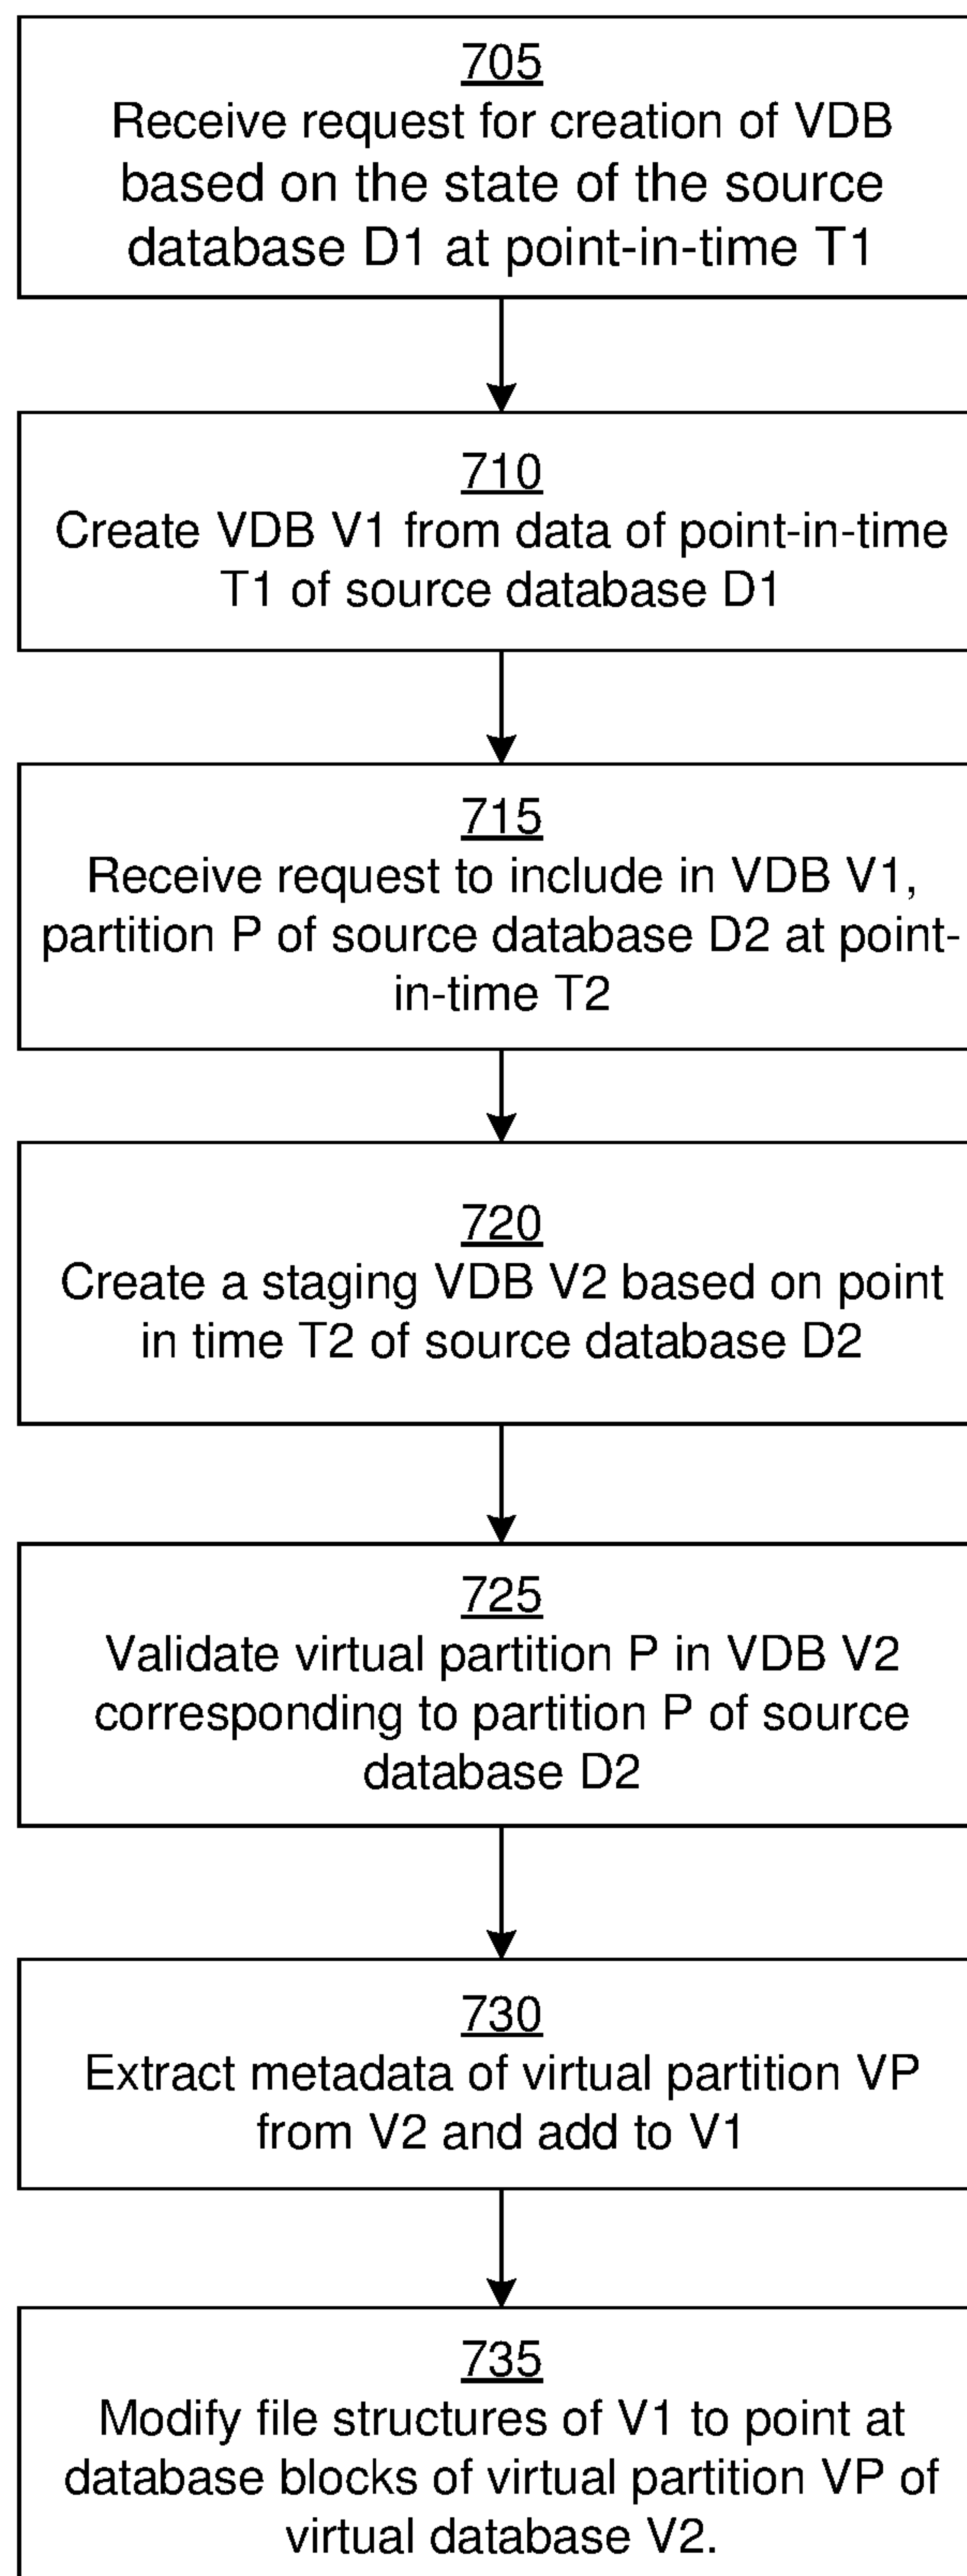 705
Receive request for creation of VDB
based on the state of the source
database D1 at point-in-time T1
710
Create VDB V1 from data of point-in-time
T1 of source database D1
715
Receive request to include in VDB V1,
partition P of source database D2 at point-
in-time T2
720
Create a staging VDB V2 based on point
in time T2 of source database D2
725
Validate virtual partition P in VDB V2
corresponding to partition P of source
database D2
730
Extract metadata of virtual partition VP
from V2 and add to V1
735
Modify file structures of V1 to point at
database blocks of virtual partition VP of
virtual database V2.